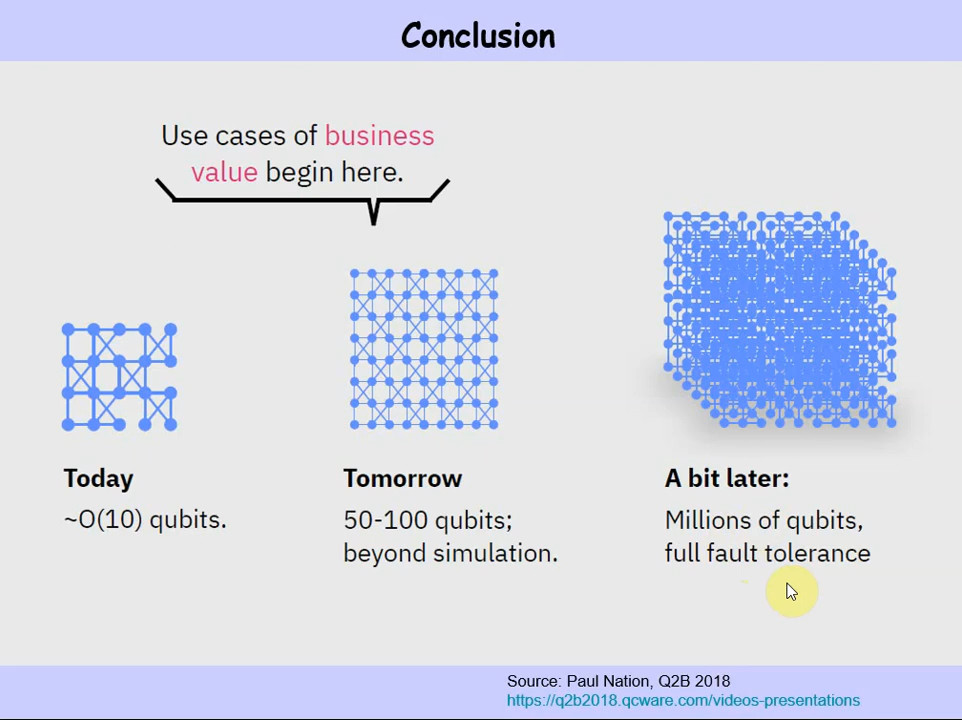 Conclusion
Use cases of business
value begin here.
Today
~O(10) qubits.
Tomorrow
50-100 qubits;
beyond simulation.
A bit later:
Millions of qubits,
full fault tolerance
Source: Paul Nation, Q2B 2018
https://q2b2018.qcware.com/videos-presentations